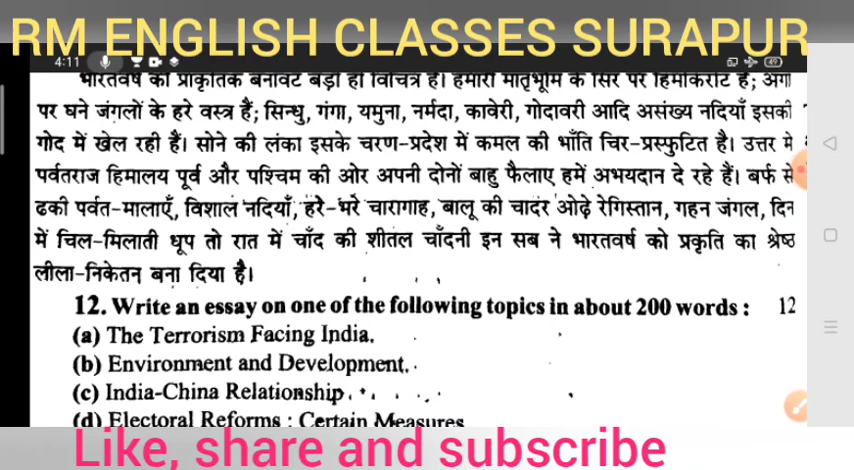 RM ENGLISH CLASSES SURAPUR
4:11
49
भारतवर्ष की प्राकृतिक बनावट बड़ी ही विचित्र है। हमारी मातृभूमि के सिर पर हिमकिरीट है; अंगों
पर घने जंगलों के हरे वस्त्र हैं; सिन्धु, गंगा, यमुना, नर्मदा, कावेरी, गोदावरी आदि असंख्य नदियाँ इसकी
गोद में खेल रही हैं। सोने की लंका इसके चरण-प्रदेश में कमल की भाँति चिर-प्रस्फुटित है। उत्तर मे
पर्वतराज हिमालय पूर्व और पश्चिम की ओर अपनी दोनों बाहु फैलाए हमें अभयदान दे रहे हैं। बर्फ से
ढकी पर्वत-मालाएँ, विशाल नदियाँ, हरे-भरे चारागाह, बालू की चादर ओढ़े रेगिस्तान, गहन जंगल, दिन
में चिल-मिलाती धूप तो रात में चाँद की शीतल चाँदनी इन सब ने भारतवर्ष को प्रकृति का श्रेष्ठ
लीला-निकेतन बना दिया है।
12. Write an essay on one of the following topics in about 200 words : 12
(a) The Terrorism Facing India.
(b) Environment and Development.
(c) India-China Relationship.
(d) Electoral Reforms : Certain Measures
Like, share and subscribe